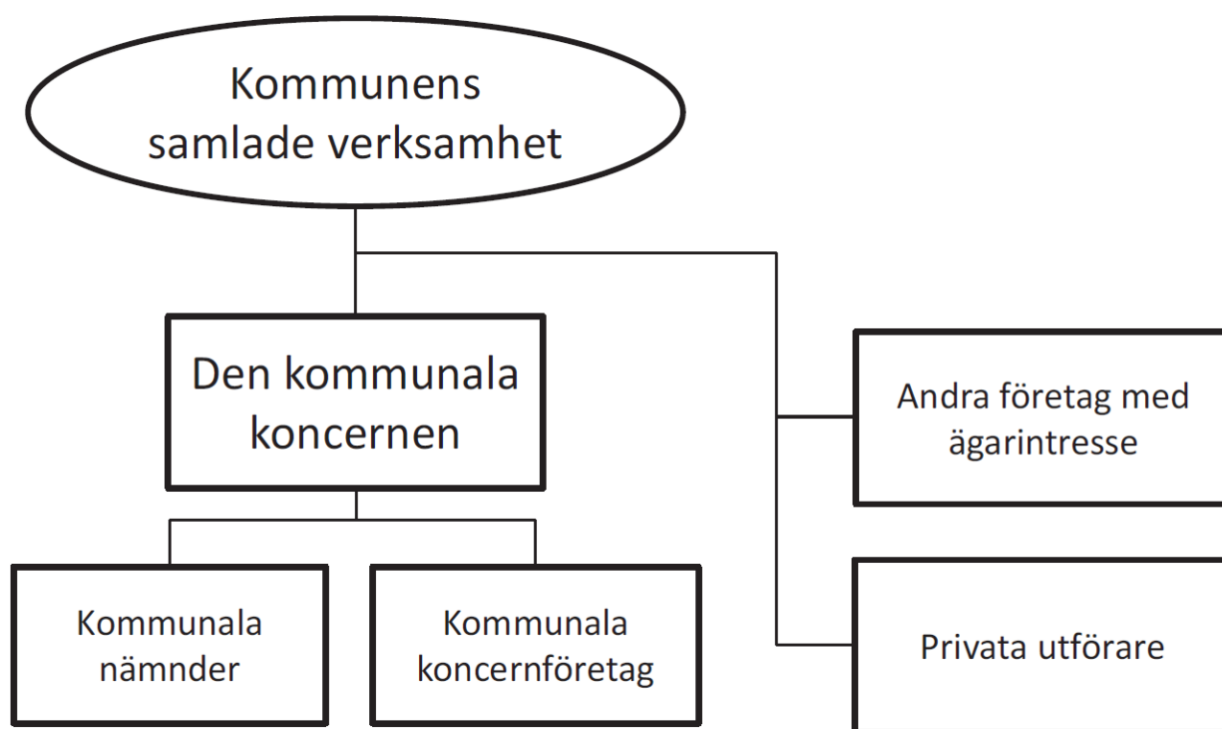 Kommunens
samlade verksamhet
Den kommunala
koncernen
Andra företag med
ägarintresse
Kommunala
nämnder
Kommunala
koncernföretag
Privata utförare